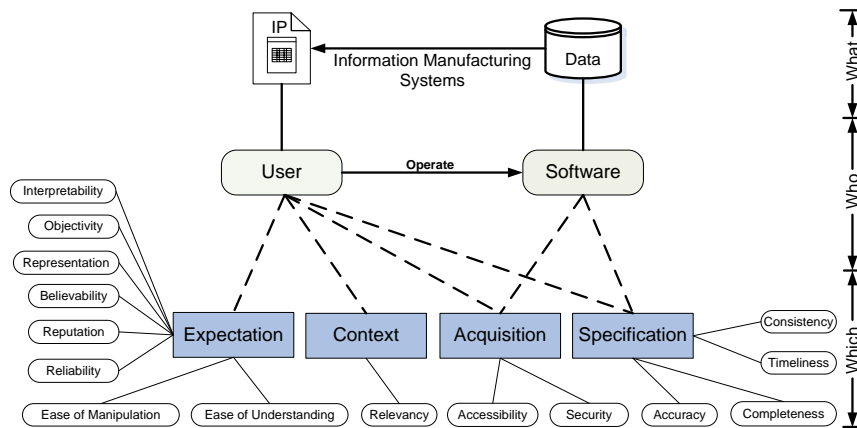 IP
Data
Information Manufacturing
Systems
What
User
Operate
Software
Who
Interpretability
Objectivity
Representation
Believability
Reputation
Reliability
Expectation
Context
Acquisition
Specification
Consistency
Timeliness
Which
Ease of Manipulation
Ease of Understanding
Relevancy
Accessibility
Security
Accuracy
Completeness